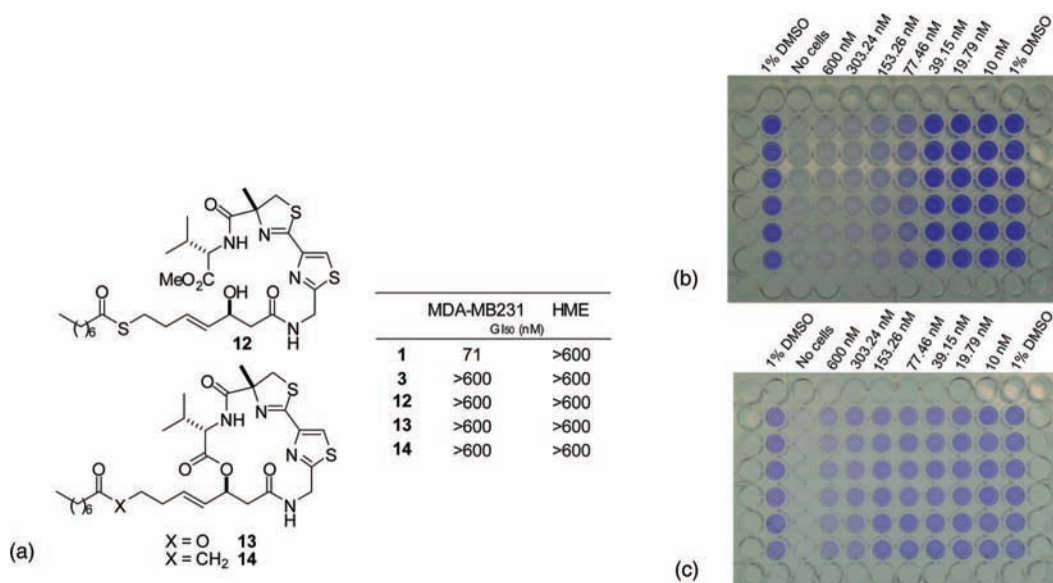 1% DMSO
No cells
600 nM
303.24 nM
153.26 nM
77.46 nM
39.15 nM
19.79 nM
10 nM
1% DMSO
(b)
O
N
S
NH
N
S
MeO₂C
OH
O
O
( )₆
S
N
H
12
O
N
S
NH
N
S
O
O
O
O
( )₆
X
N
H
X = O 13
X = CH₂ 14
(a)
MDA-MB231 HME
GI₅₀ (nM)
1 71 >600
3 >600 >600
12 >600 >600
13 >600 >600
14 >600 >600
1% DMSO
No cells
600 nM
303.24 nM
153.26 nM
77.46 nM
39.15 nM
19.79 nM
10 nM
1% DMSO
(c)